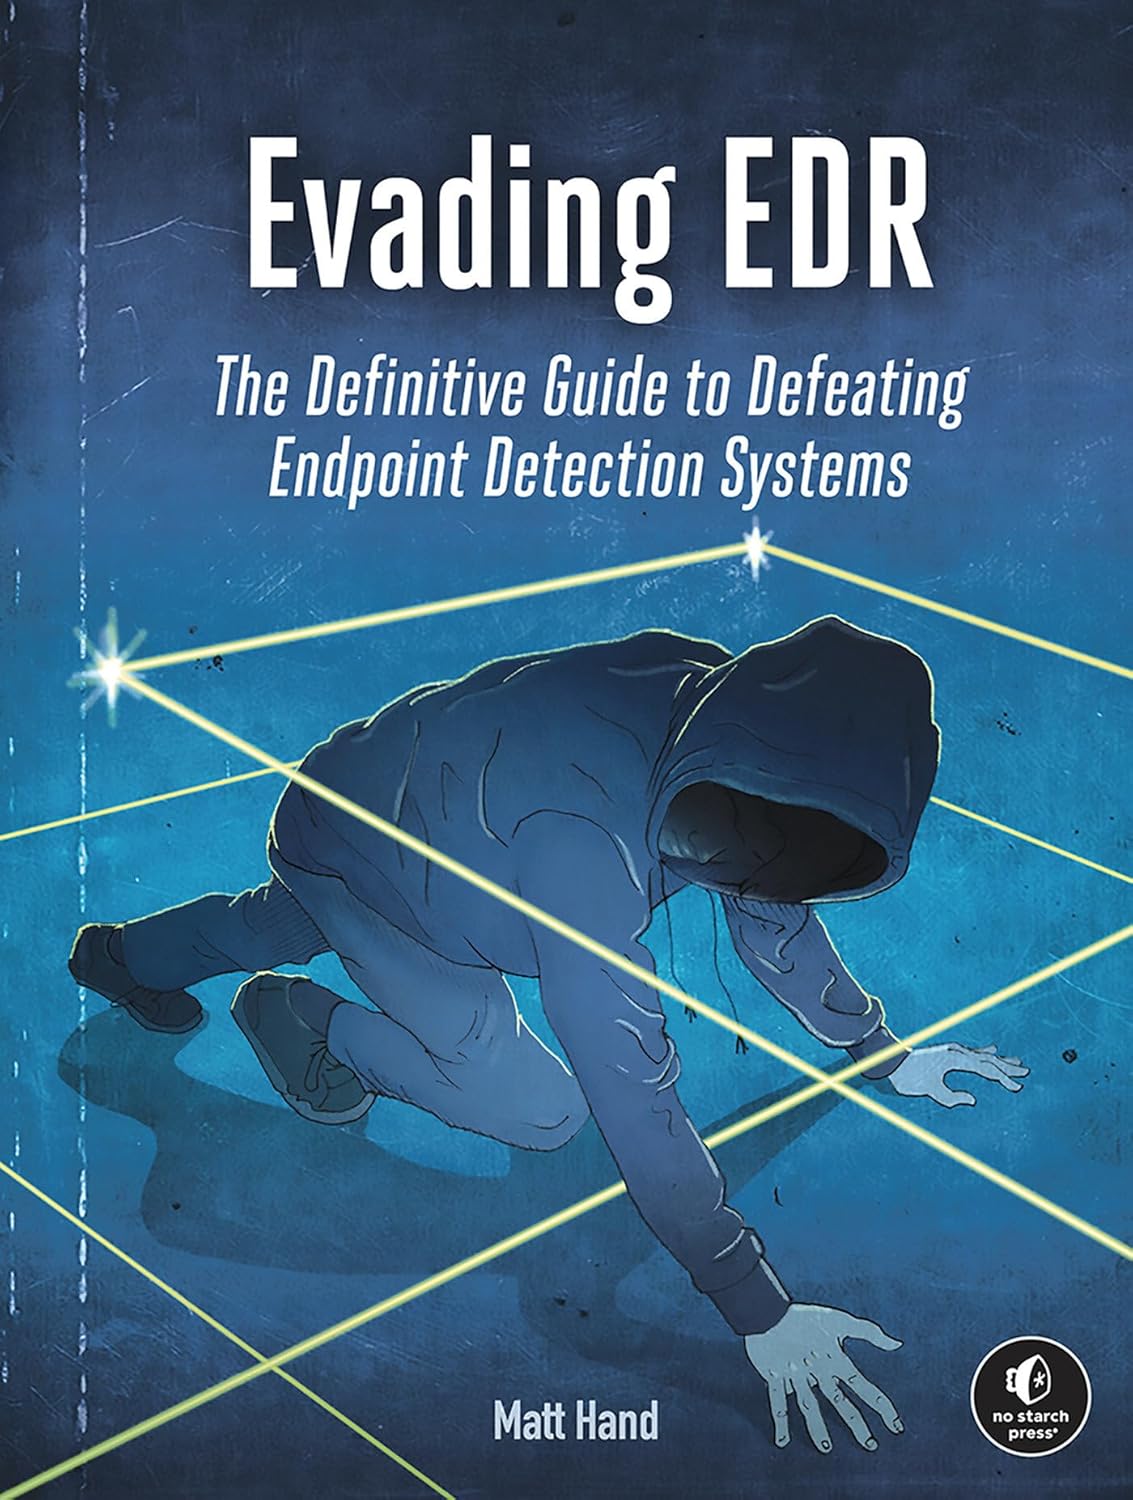 Evading EDR
The Definitive Guide to Defeating
Endpoint Detection Systems
Matt Hand
no starch
press®